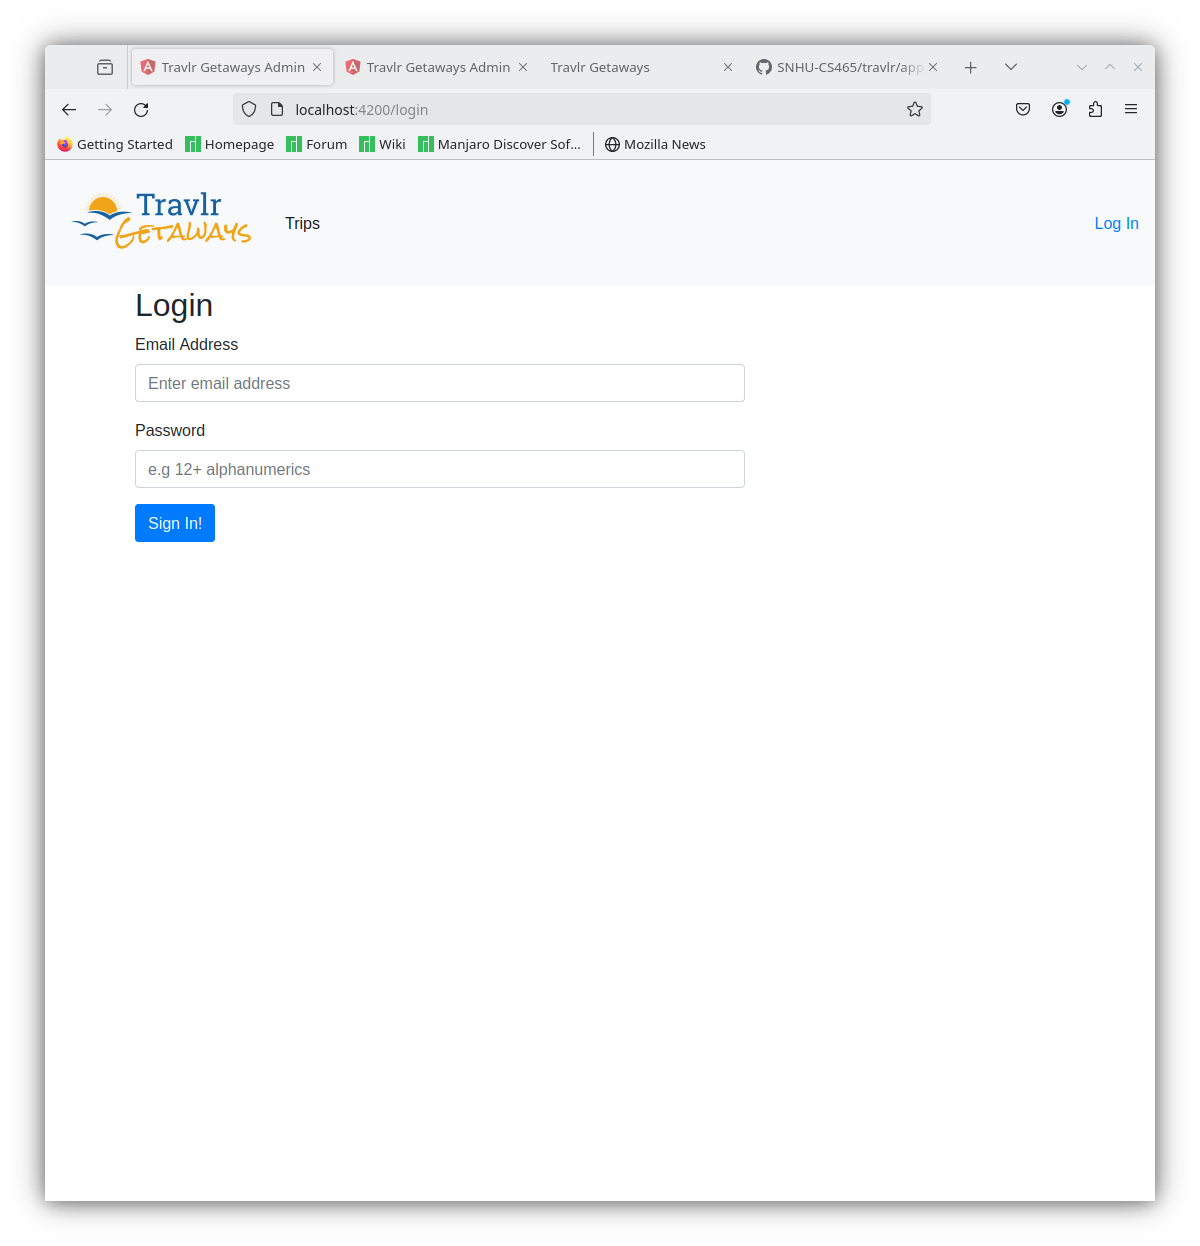 Travlr Getaways Admin Travlr Getaways Admin Travlr Getaways SNHU-CS465/travlr/app
localhost:4200/login
Getting Started Homepage Forum Wiki Manjaro Discover Sof... Mozilla News
Travlr
Getaways
Trips
Log In
Login
Email Address
Enter email address
Password
e.g 12+ alphanumerics
Sign In!